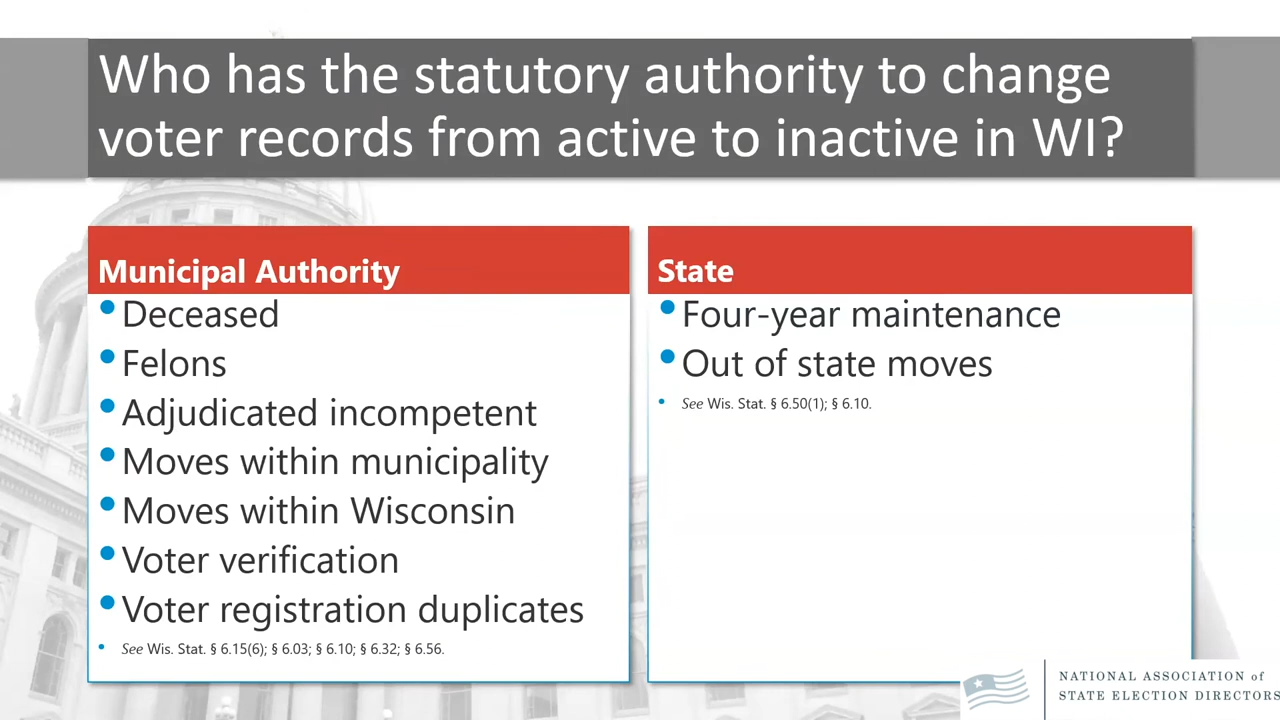 Who has the statutory authority to change
voter records from active to inactive in WI?
Municipal Authority
• Deceased
• Felons
• Adjudicated incompetent
• Moves within municipality
• Moves within Wisconsin
• Voter verification
• Voter registration duplicates
• See Wis. Stat. § 6.15(6); § 6.03; § 6.10; § 6.32; § 6.56.
State
• Four-year maintenance
• Out of state moves
• See Wis. Stat. § 6.50(1); § 6.10.
NATIONAL ASSOCIATION of
STATE ELECTION DIRECTORS